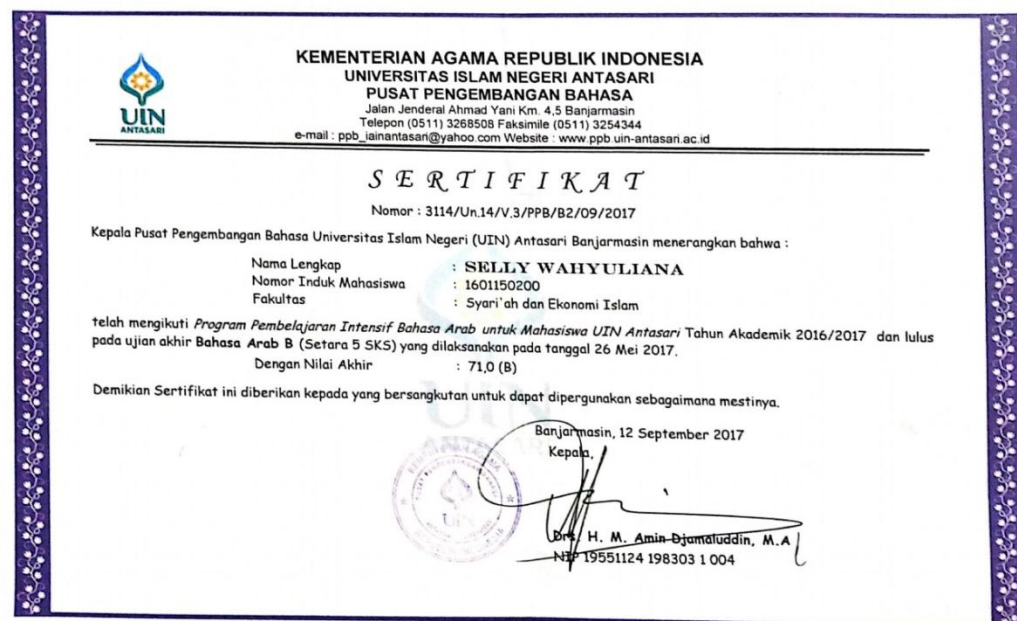 UIN
ANTASARI
KEMENTERIAN AGAMA REPUBLIK INDONESIA
UNIVERSITAS ISLAM NEGERI ANTASARI
PUSAT PENGEMBANGAN BAHASA
Jalan Jenderal Ahmad Yani Km. 4,5 Banjarmasin
Telepon (0511) 3268508 Faksimile (0511) 3254344
e-mail : ppb_iainantasari@yahoo.com Website : www.ppb.uin-antasari.ac.id
SERTIFIKAT
Nomor : 3114/Un.14/V.3/PPB/B2/09/2017
Kepala Pusat Pengembangan Bahasa Universitas Islam Negeri (UIN) Antasari Banjarmasin menerangkan bahwa :
Nama Lengkap : SELLY WAHYULIANA
Nomor Induk Mahasiswa : 1601150200
Fakultas : Syari'ah dan Ekonomi Islam
telah mengikuti Program Pembelajaran Intensif Bahasa Arab untuk Mahasiswa UIN Antasari Tahun Akademik 2016/2017 dan lulus
pada ujian akhir Bahasa Arab B (Setara 5 SKS) yang dilaksanakan pada tanggal 26 Mei 2017.
Dengan Nilai Akhir : 71,0 (B)
Demikian Sertifikat ini diberikan kepada yang bersangkutan untuk dapat dipergunakan sebagaimana mestinya.
UIN
ANTASARI
Banjarmasin, 12 September 2017
Kepala,
UIN
Drs. H. M. Amin Djamaluddin, M.A
NIP 19551124 198303 1 004